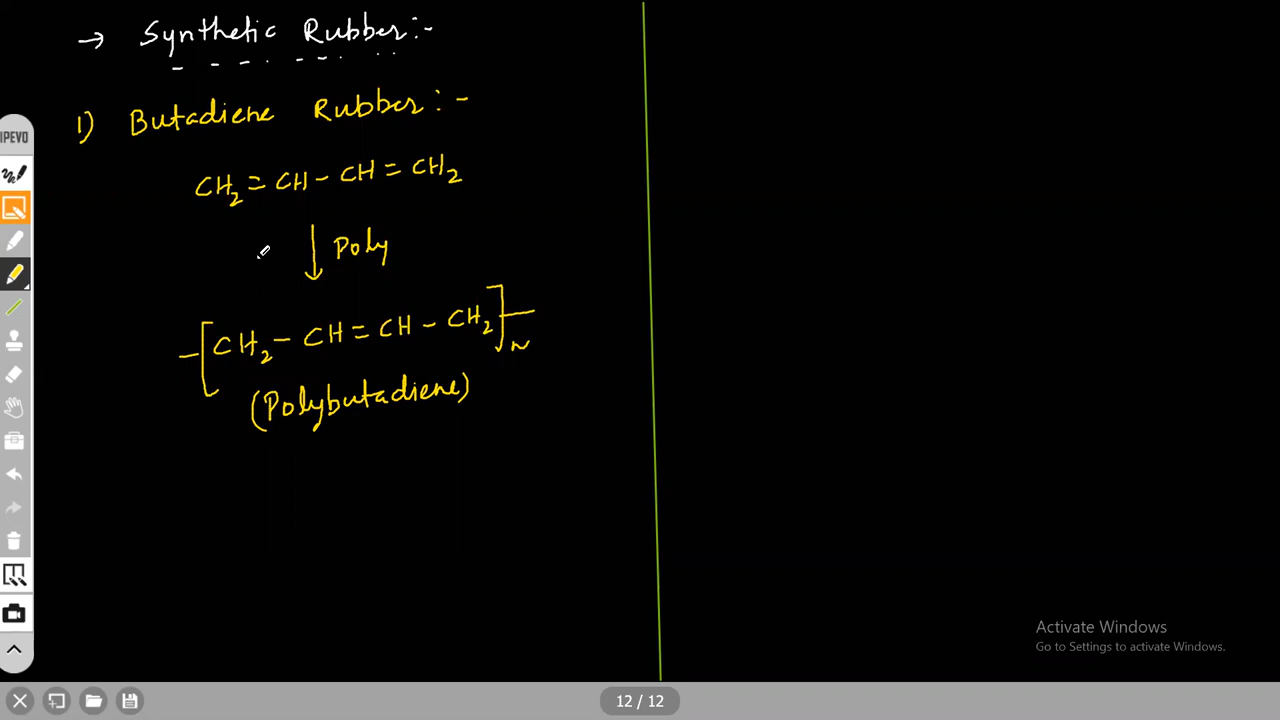 → Synthetic Rubber:-
1) Butadiene Rubber:-
CH₂=CH-CH=CH₂
↓ Poly
-[CH₂-CH=CH-CH₂]-n
(Polybutadiene)
IPEVO
Activate Windows
Go to Settings to activate Windows.
12 / 12